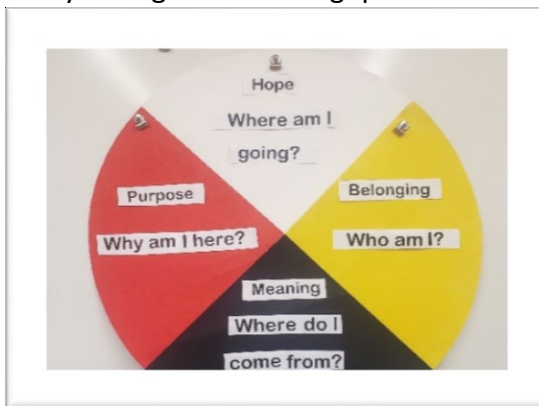 Hope
Where am I
going?
Purpose
Why am I here?
Belonging
Who am I?
Meaning
Where do I
come from?